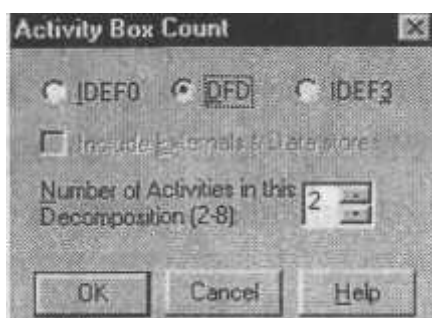 Activity Box Count
IDEF0 DFD IDEF3
Include Externals & Data stores
Number of Activities in this 2
Decomposition (2-8)
OK Cancel Help